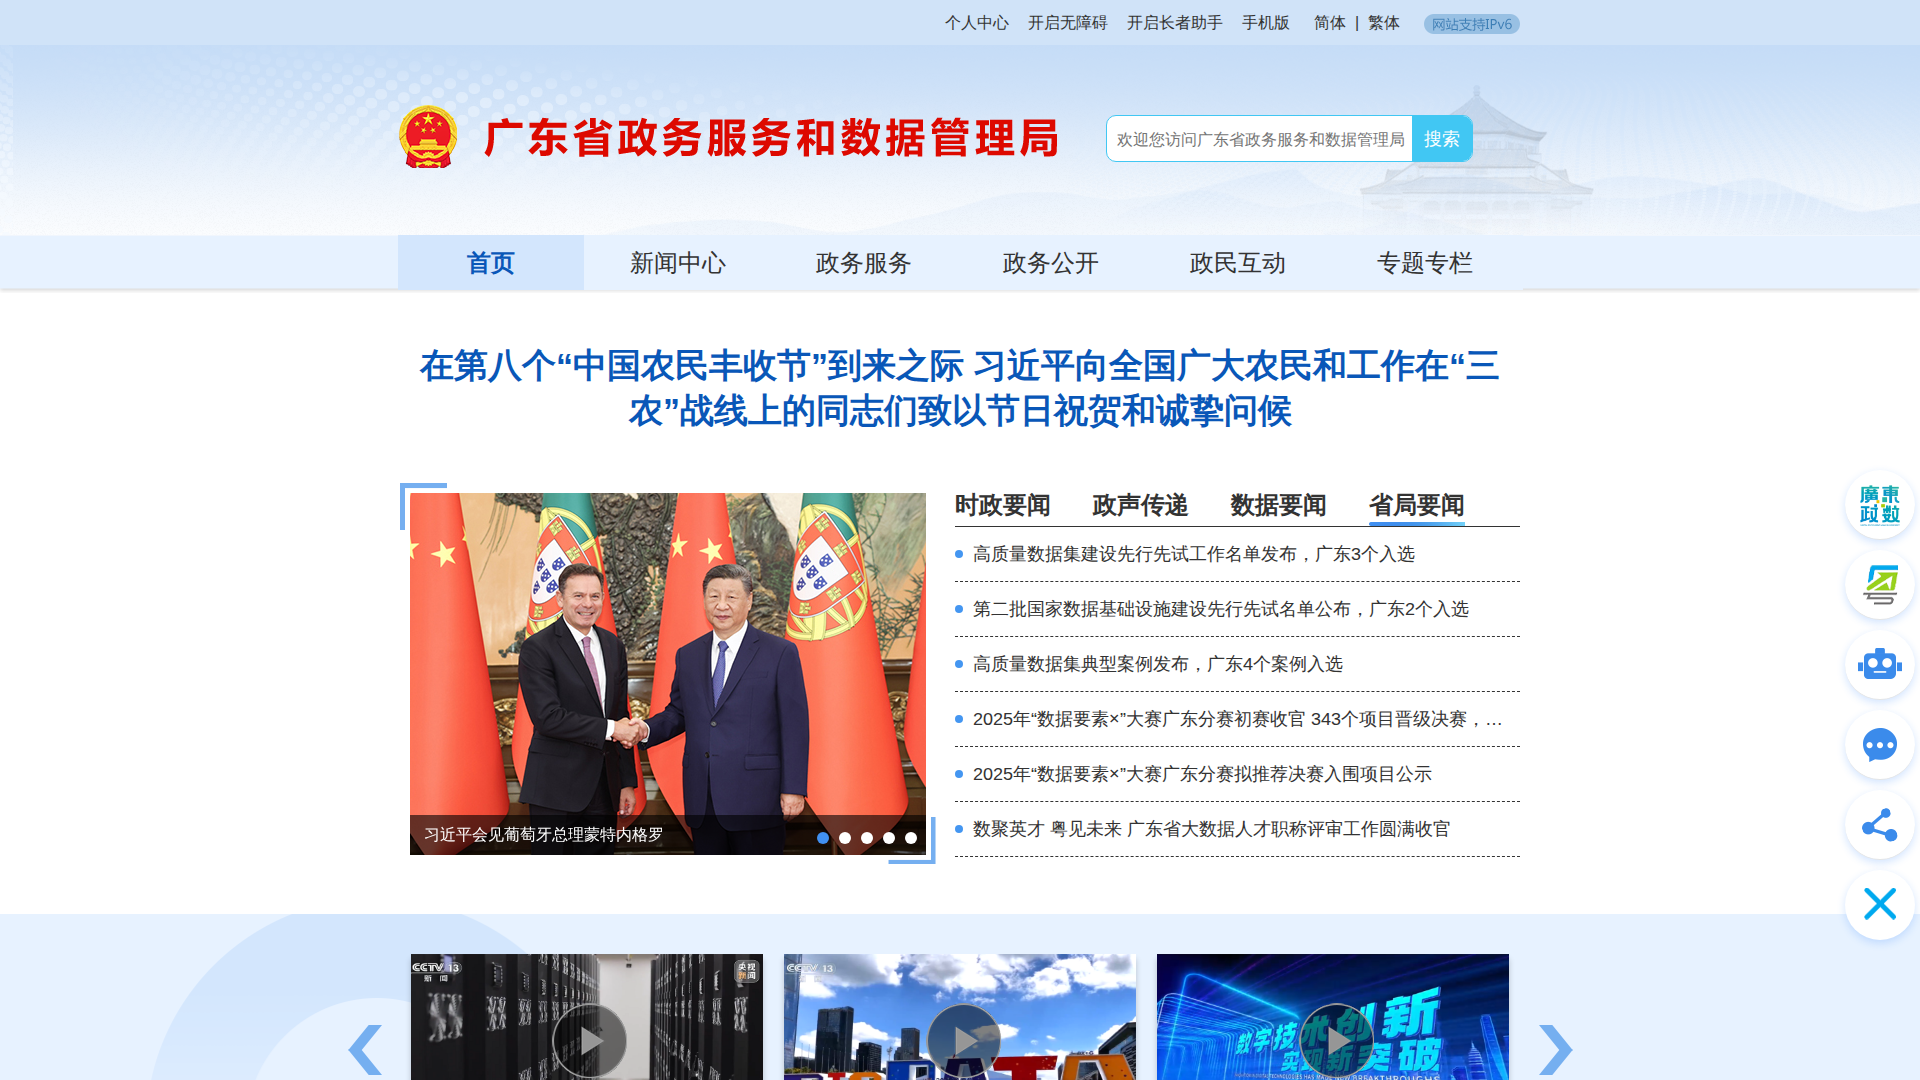 个人中心 开启无障碍 开启长者助手 手机版 简体 | 繁体 网站支持IPv6
广东省政务服务和数据管理局
欢迎您访问广东省政务服务和数据管理局 搜索
首页 新闻中心 政务服务 政务公开 政民互动 专题专栏
在第八个“中国农民丰收节”到来之际 习近平向全国广大农民和工作在“三
农”战线上的同志们致以节日祝贺和诚挚问候
时政要闻 政声传递 数据要闻 省局要闻
高质量数据集建设先行先试工作名单发布，广东3个入选
第二批国家数据基础设施建设先行先试名单公布，广东2个入选
高质量数据集典型案例发布，广东4个案例入选
2025年“数据要素×”大赛广东分赛初赛收官 343个项目晋级决赛，…
2025年“数据要素×”大赛广东分赛拟推荐决赛入围项目公示
数聚英才 粤见未来 广东省大数据人才职称评审工作圆满收官
习近平会见葡萄牙总理蒙特内格罗
廣東
政数
CCTV 13
新闻
央视
新闻
CCTV 13
数字技术创新
实现新突破